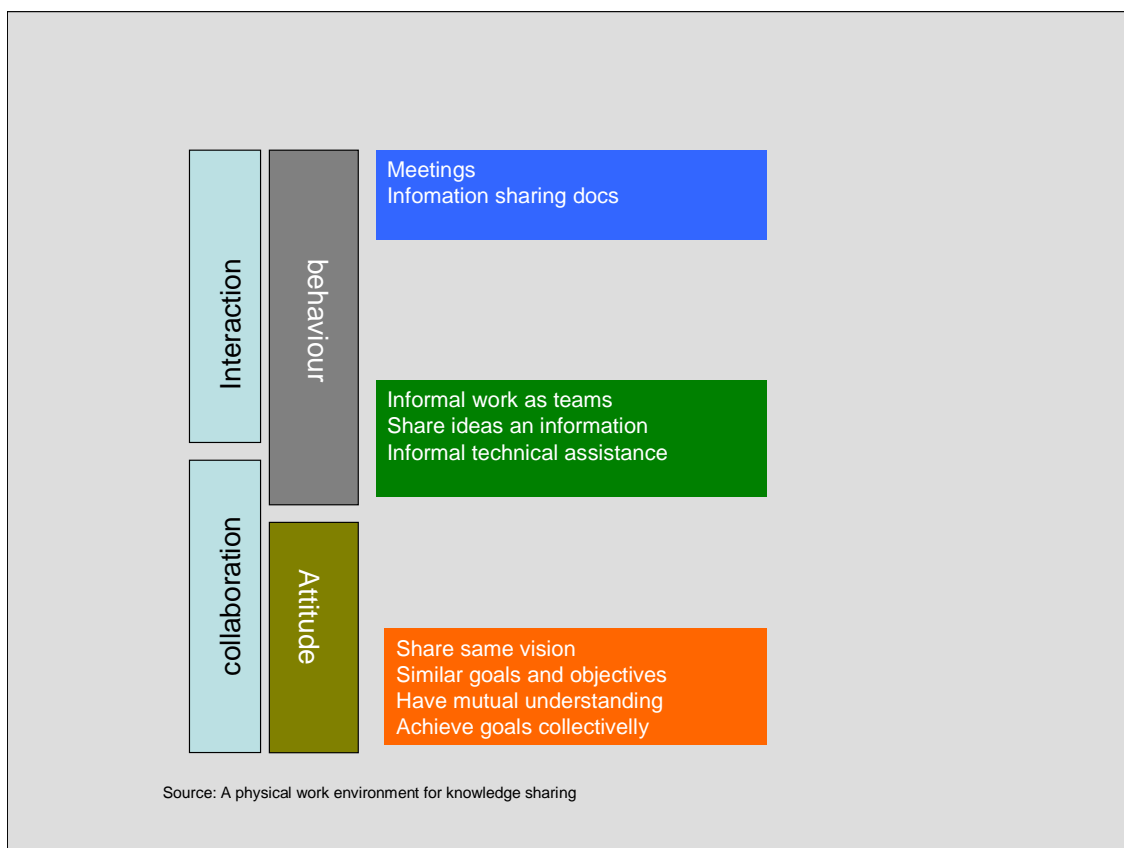 Interaction
behaviour
Meetings
Infomation sharing docs
Informal work as teams
Share ideas an information
Informal technical assistance
collaboration
Attitude
Share same vision
Similar goals and objectives
Have mutual understanding
Achieve goals collectivelly
Source: A physical work environment for knowledge sharing